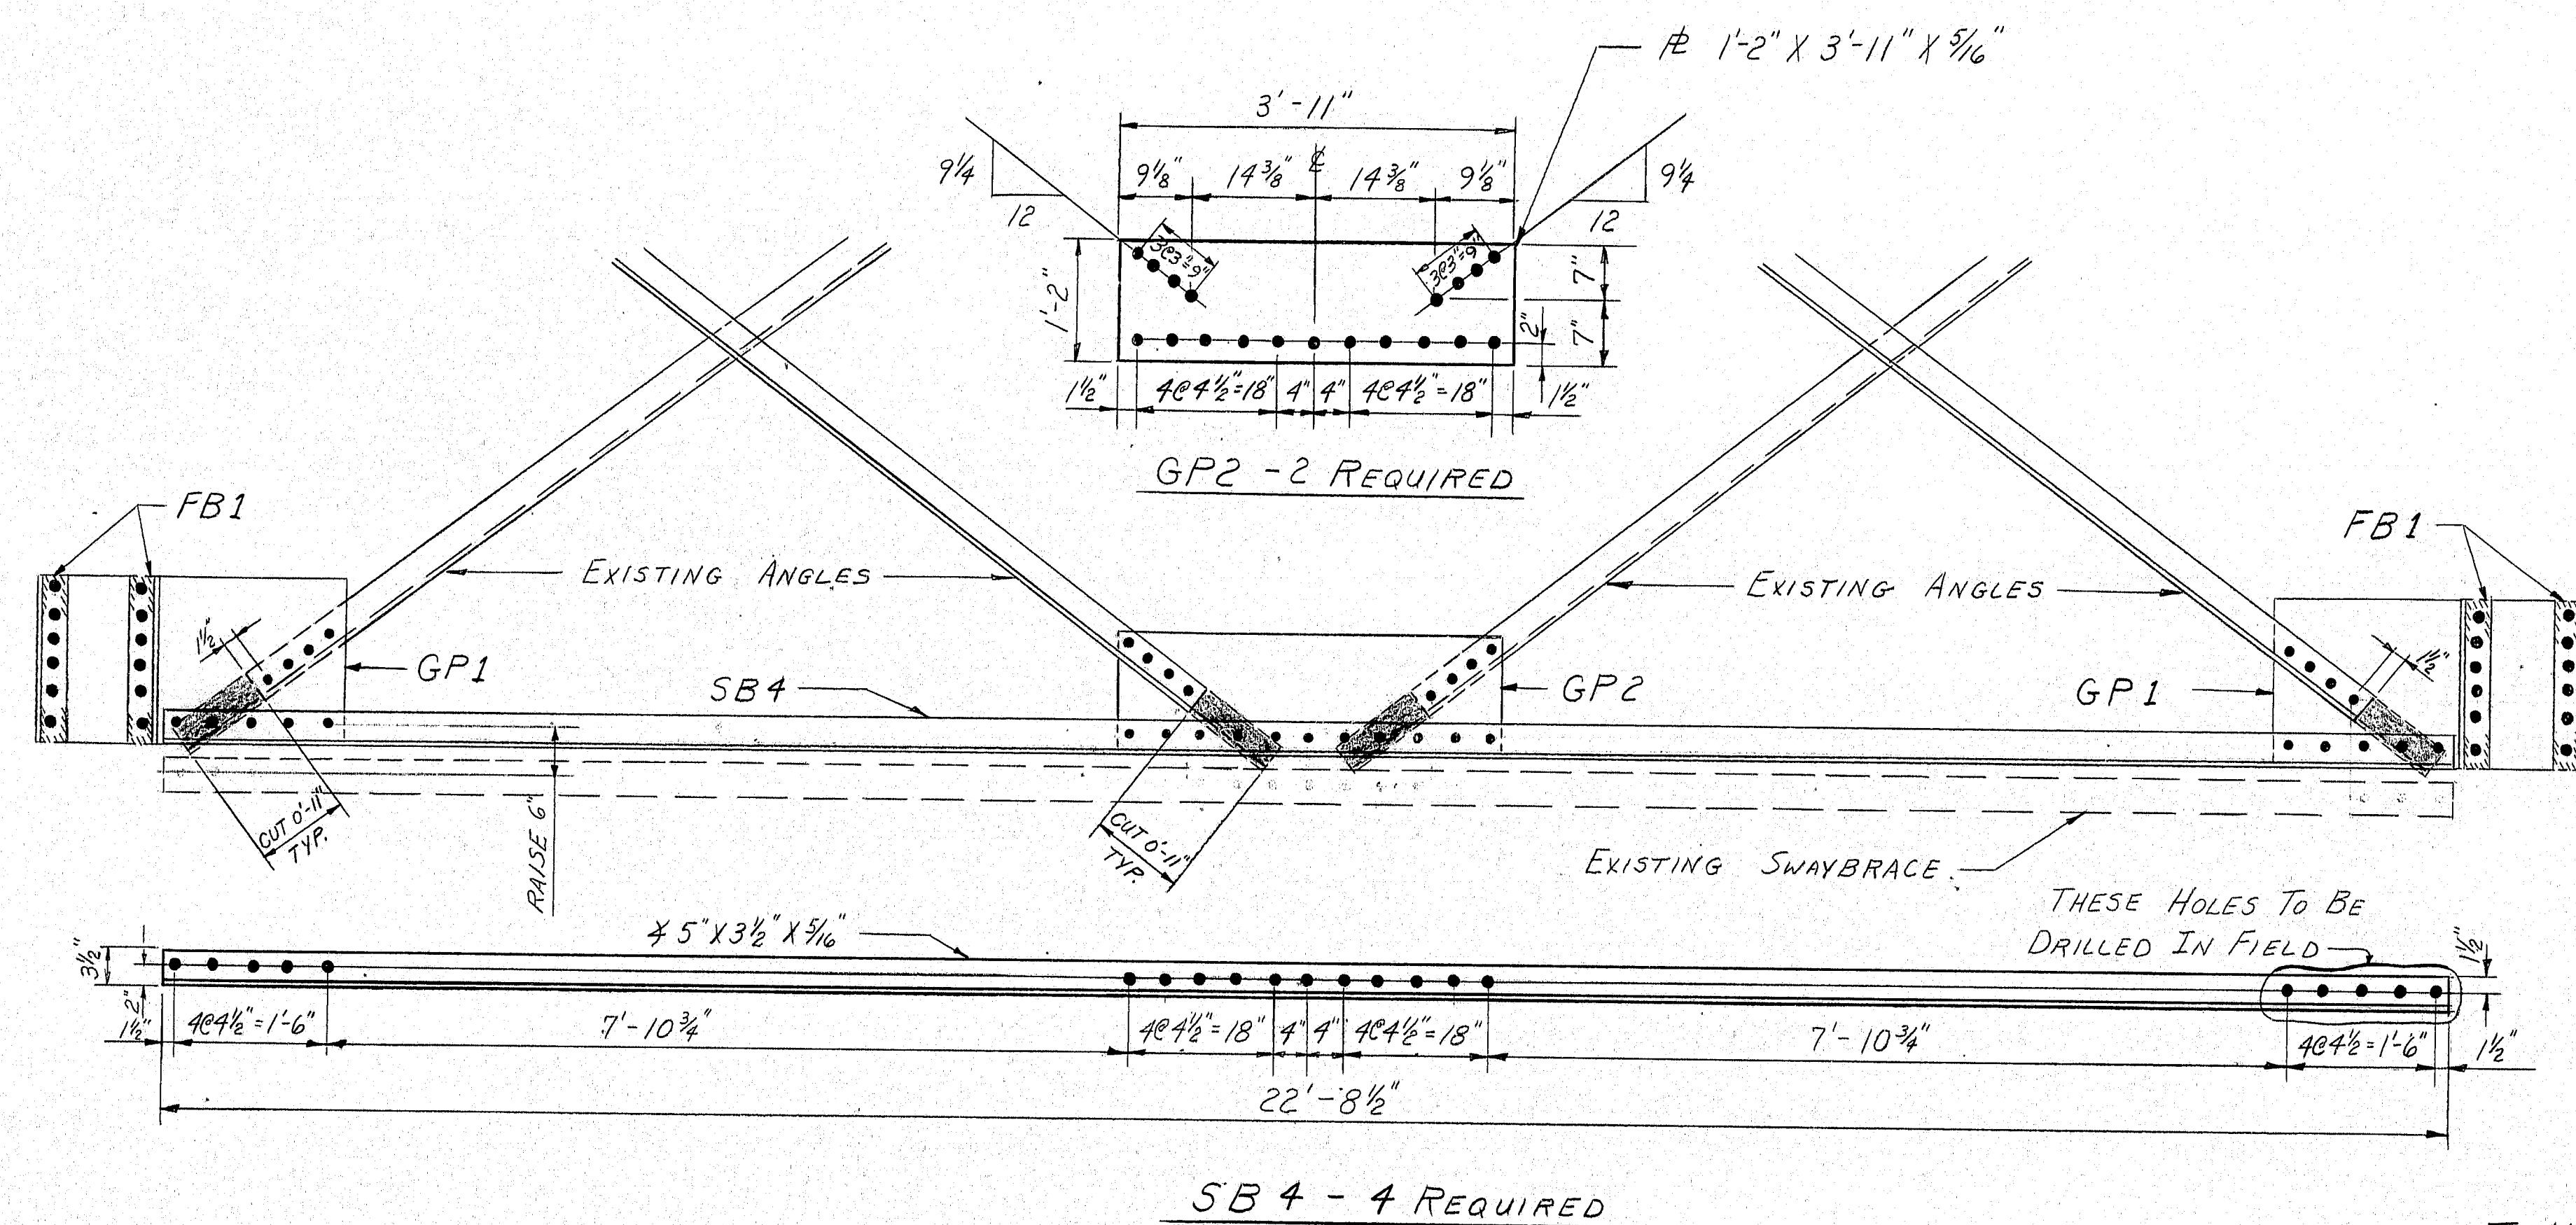 ⅊ 1'-2" X 3'-11" X 5/16"
3'-11"
9 1/8" 14 3/8" ℄ 14 3/8" 9 1/8"
9 1/4
12
9 1/4
12
3@3"=9"
3@3"=9"
1'-2"
7"
7"
2"
1 1/2" 4@4 1/2"=18" 4" 4" 4@4 1/2"=18" 1 1/2"
GP2 - 2 REQUIRED
FB1
FB1
EXISTING ANGLES
EXISTING ANGLES
1 1/2"
GP1
SB4
GP2
GP1
1 1/2"
CUT 0'-11"
TYP.
RAISE 6"
CUT 0'-11"
TYP.
EXISTING SWAYBRACE
THESE HOLES TO BE
DRILLED IN FIELD
∡ 5" X 3 1/2" X 5/16"
3 1/2"
2"
1 1/2"
1 1/2" 4@4 1/2"=1'-6" 7'-10 3/4" 4@4 1/2"=18" 4" 4" 4@4 1/2"=18" 7'-10 3/4" 4@4 1/2=1'-6" 1 1/2"
22'-8 1/2"
SB4 - 4 REQUIRED